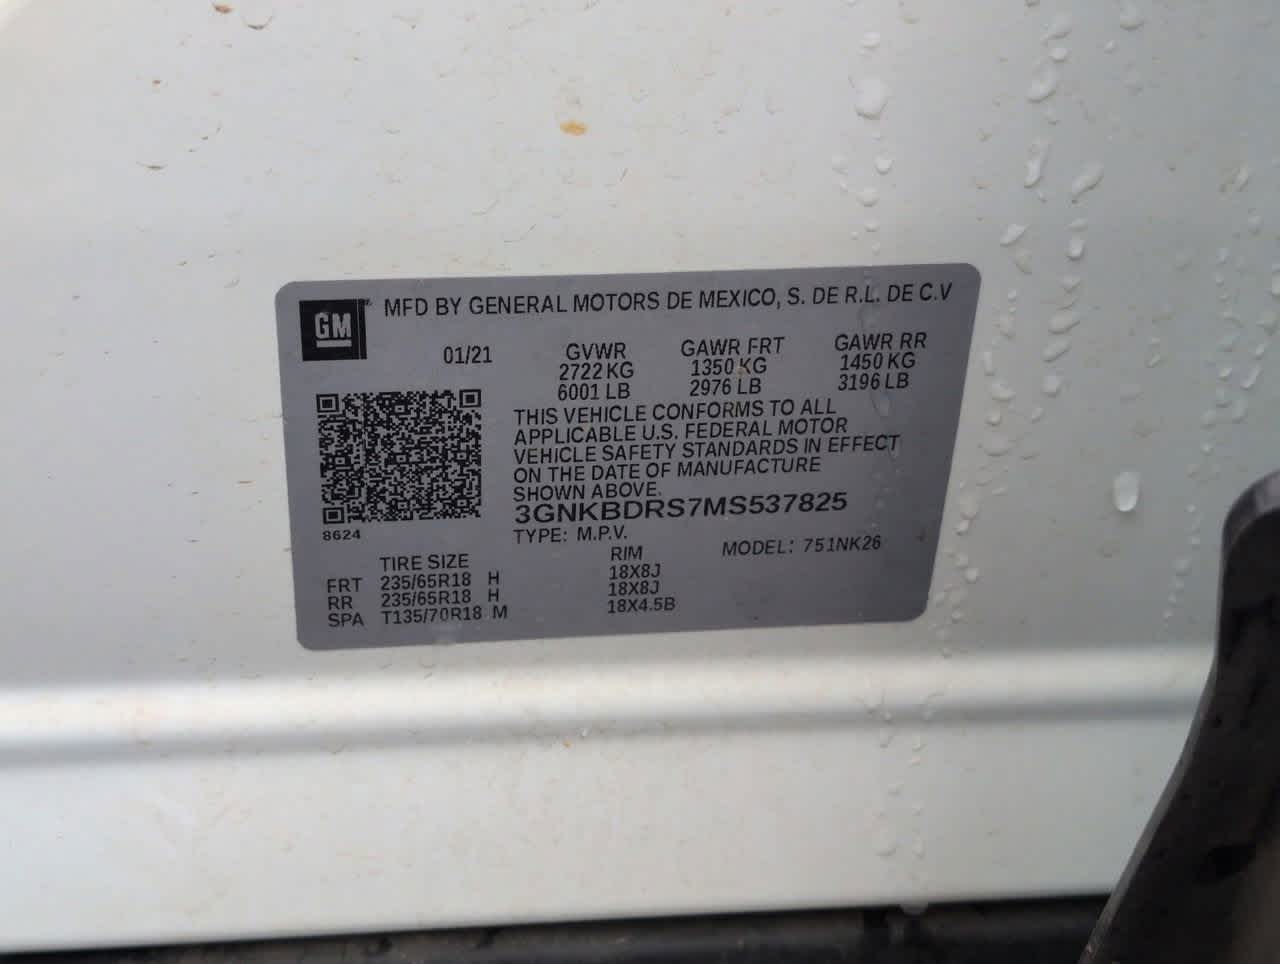 GM MFD BY GENERAL MOTORS DE MEXICO, S. DE R.L. DE C.V
01/21 GVWR GAWR FRT GAWR RR
2722 KG 1350 KG 1450 KG
6001 LB 2976 LB 3196 LB
THIS VEHICLE CONFORMS TO ALL
APPLICABLE U.S. FEDERAL MOTOR
VEHICLE SAFETY STANDARDS IN EFFECT
ON THE DATE OF MANUFACTURE
SHOWN ABOVE.
3GNKBDRS7MS537825
8624 TYPE: M.P.V. MODEL: 751NK26
TIRE SIZE RIM
FRT 235/65R18 H 18X8J
RR 235/65R18 H 18X8J
SPA T135/70R18 M 18X4.5B